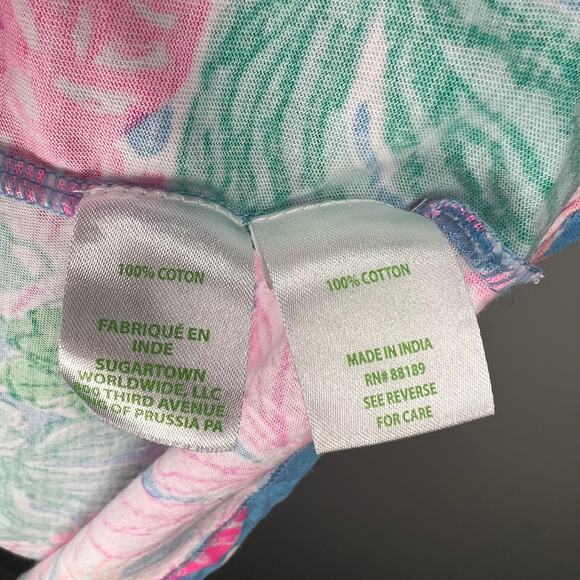 100% COTON
FABRIQUÉ EN
INDE
SUGARTOWN
WORLDWIDE, LLC
THIRD AVENUE
OF PRUSSIA PA
100% COTTON
MADE IN INDIA
RN# 88189
SEE REVERSE
FOR CARE